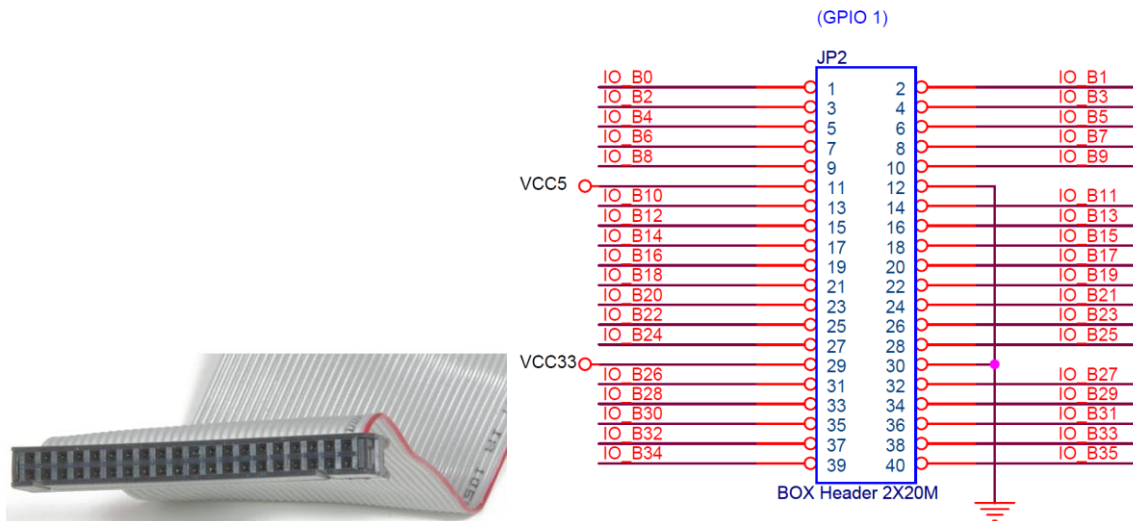 (GPIO 1)
JP2
IO_B0 1 2 IO_B1
IO_B2 3 4 IO_B3
IO_B4 5 6 IO_B5
IO_B6 7 8 IO_B7
IO_B8 9 10 IO_B9
VCC5 11 12
IO_B10 13 14 IO_B11
IO_B12 15 16 IO_B13
IO_B14 17 18 IO_B15
IO_B16 19 20 IO_B17
IO_B18 21 22 IO_B19
IO_B20 23 24 IO_B21
IO_B22 25 26 IO_B23
IO_B24 27 28 IO_B25
VCC33 29 30
IO_B26 31 32 IO_B27
IO_B28 33 34 IO_B29
IO_B30 35 36 IO_B31
IO_B32 37 38 IO_B33
IO_B34 39 40 IO_B35
BOX Header 2X20M